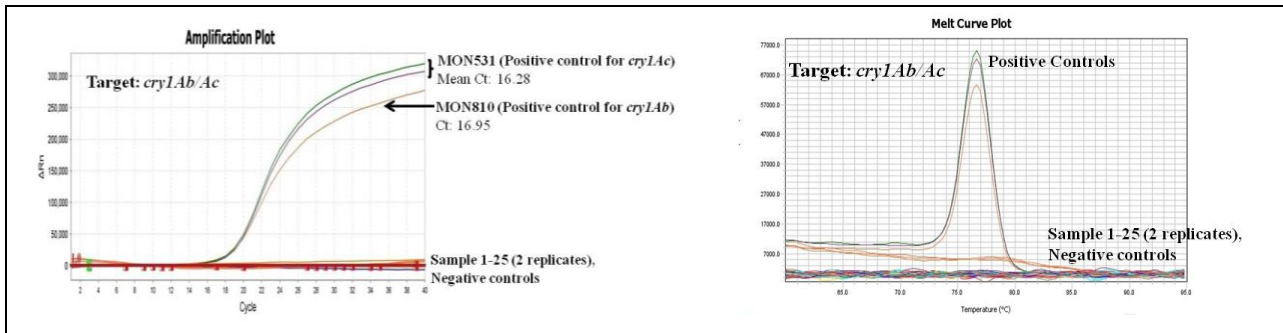 Amplification Plot
Target: cry1Ab/Ac
MON531 (Positive control for cry1Ac)
Mean Ct: 16.28
MON810 (Positive control for cry1Ab)
Ct: 16.95
ΔRn
300,000
250,000
200,000
150,000
100,000
50,000
0
Sample 1-25 (2 replicates),
Negative controls
2 4 6 8 10 12 14 16 18 20 22 24 26 28 30 32 34 36 38 40
Cycle
Melt Curve Plot
77000.0
67000.0
57000.0
47000.0
37000.0
27000.0
17000.0
7000.0
Target: cry1Ab/Ac
Positive Controls
Sample 1-25 (2 replicates),
Negative controls
65.0 70.0 75.0 80.0 85.0 90.0 95.0
Temperature (°C)